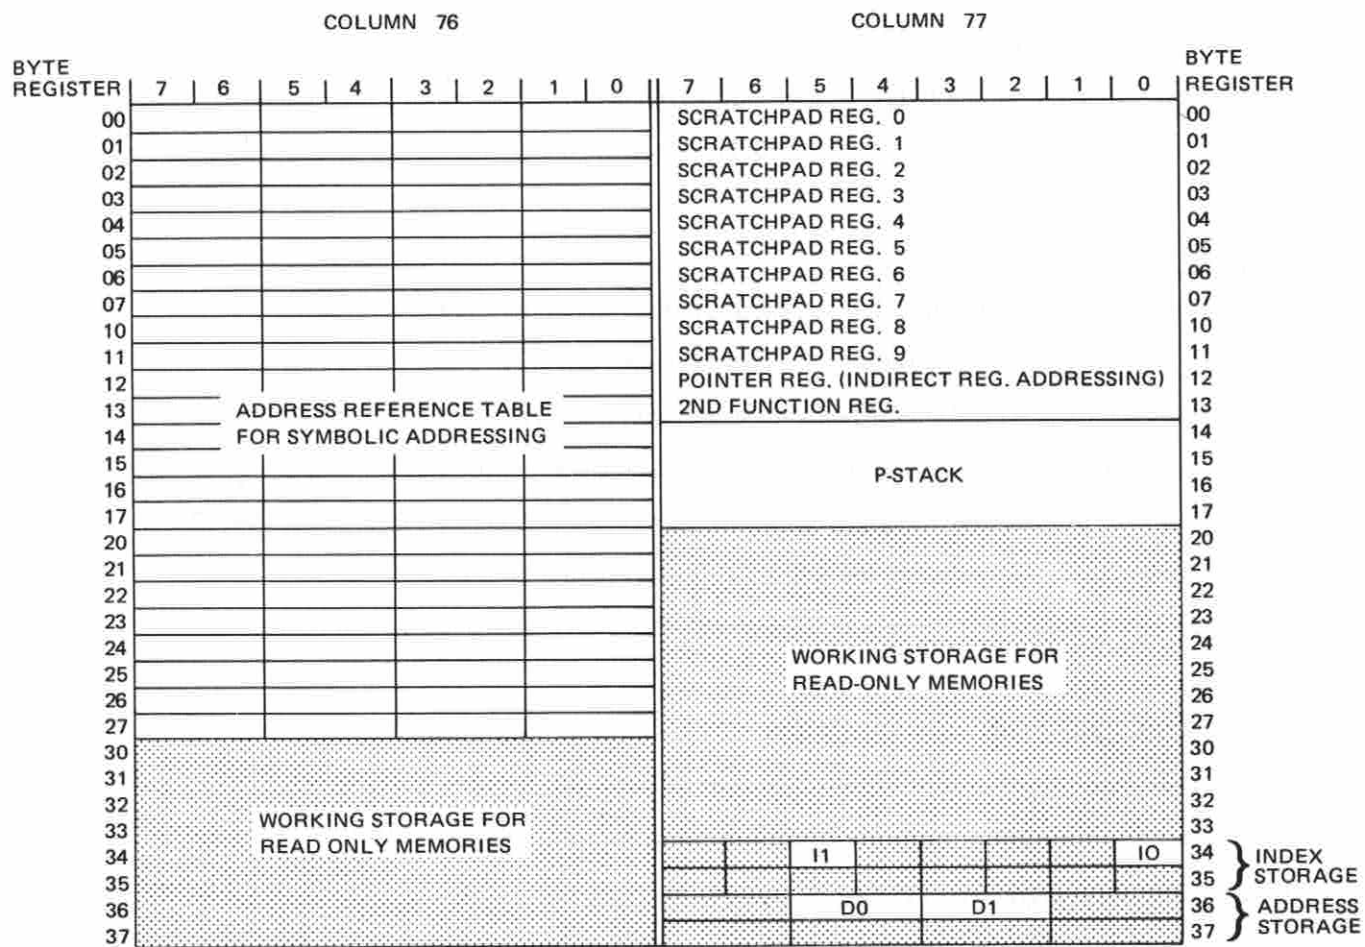 COLUMN 76
COLUMN 77
BYTE
REGISTER 7 6 5 4 3 2 1 0
7 6 5 4 3 2 1 0
BYTE
REGISTER
00
01
02
03
04
05
06
07
10
11
12
13
14
15
16
17
20
21
22
23
24
25
26
27
30
31
32
33
34
35
36
37
ADDRESS REFERENCE TABLE
FOR SYMBOLIC ADDRESSING
WORKING STORAGE FOR
READ ONLY MEMORIES
SCRATCHPAD REG. 0
SCRATCHPAD REG. 1
SCRATCHPAD REG. 2
SCRATCHPAD REG. 3
SCRATCHPAD REG. 4
SCRATCHPAD REG. 5
SCRATCHPAD REG. 6
SCRATCHPAD REG. 7
SCRATCHPAD REG. 8
SCRATCHPAD REG. 9
POINTER REG. (INDIRECT REG. ADDRESSING)
2ND FUNCTION REG.
P-STACK
WORKING STORAGE FOR
READ-ONLY MEMORIES
I1 IO
D0 D1
00
01
02
03
04
05
06
07
10
11
12
13
14
15
16
17
20
21
22
23
24
25
26
27
30
31
32
33
34
35
36
37
INDEX
STORAGE
ADDRESS
STORAGE